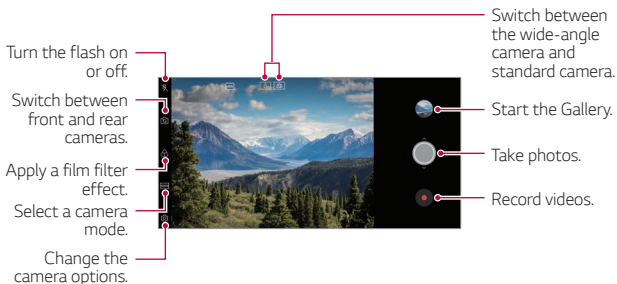 Turn the flash on
or off.
Switch between
front and rear
cameras.
Apply a film filter
effect.
Select a camera
mode.
Change the
camera options.
Switch between
the wide-angle
camera and
standard camera.
Start the Gallery.
Take photos.
Record videos.